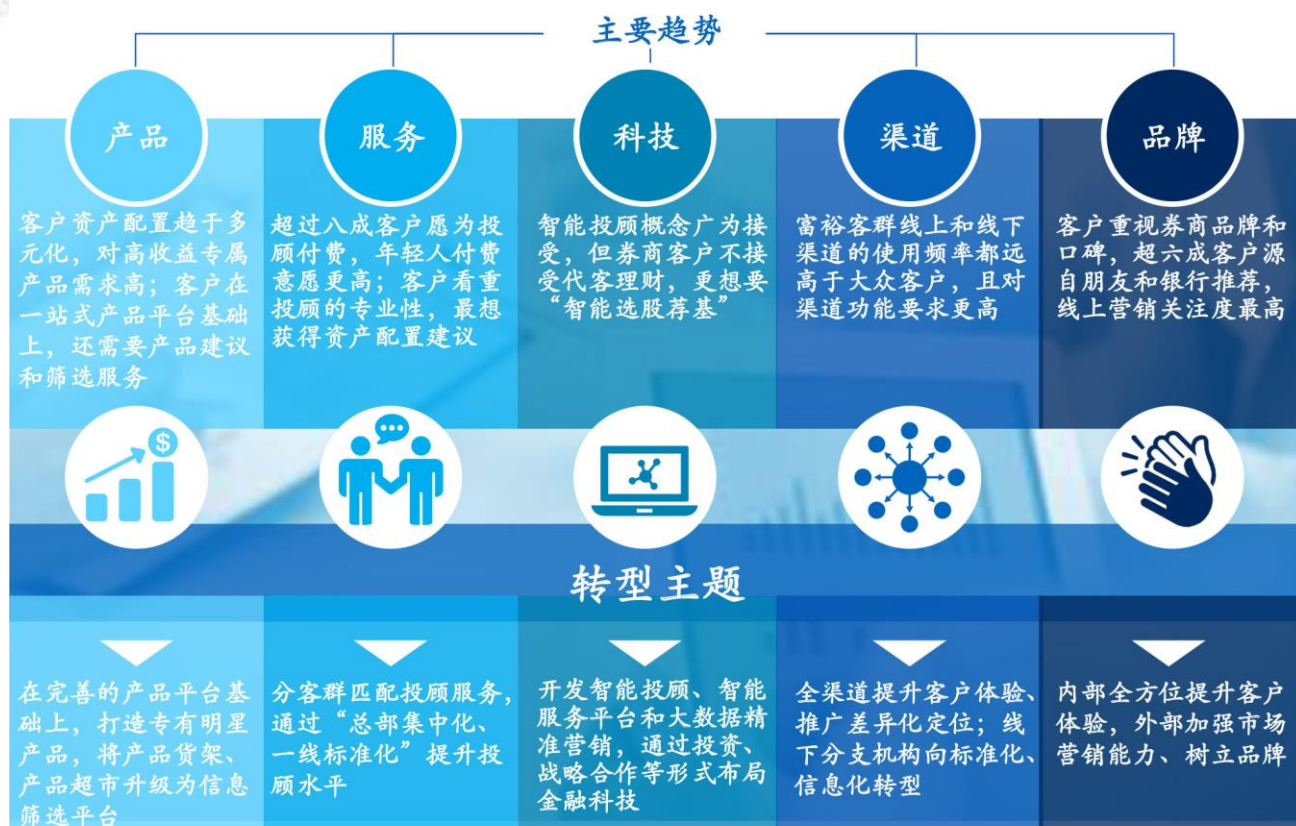 主要趋势
产品
客户资产配置趋于多
元化，对高收益专属
产品需求高；客户在
一站式产品平台基础
上，还需要产品建议
和筛选服务
服务
超过八成客户愿为投
顾付费，年轻人付费
意愿更高；客户看重
投顾的专业性，最想
获得资产配置建议
科技
智能投顾概念广为接
受，但券商客户不接
受代客理财，更想要
“智能选股荐基”
渠道
富裕客群线上和线下
渠道的使用频率都远
高于大众客户，且对
渠道功能要求更高
品牌
客户重视券商品牌和
口碑，超六成客户源
自朋友和银行推荐，
线上营销关注度最高
$
转型主题
在完善的产品平台基
础上，打造专有明星
产品，将产品货架、
产品超市升级为信息
筛选平台
分客群匹配投顾服务，
通过“总部集中化、
一线标准化”提升投
顾水平
开发智能投顾、智能
服务平台和大数据精
准营销，通过投资、
战略合作等形式布局
金融科技
全渠道提升客户体验、
推广差异化定位；线
下分支机构向标准化、
信息化转型
内部全方位提升客户
体验，外部加强市场
营销能力、树立品牌